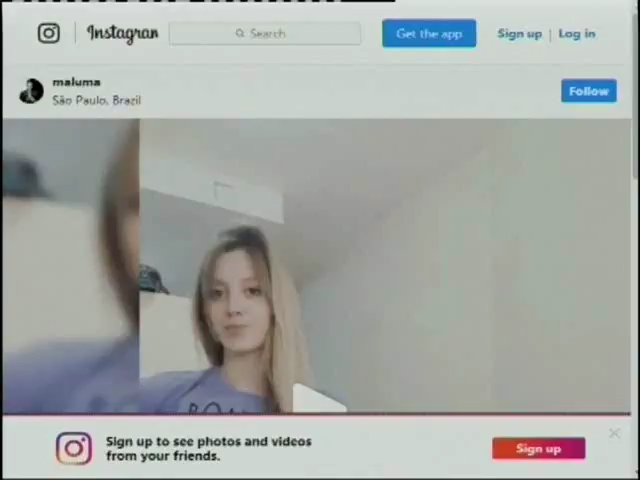 Instagram
Search
Get the app
Sign up | Log in
maluma
São Paulo, Brazil
Follow
Sign up to see photos and videos
from your friends.
Sign up